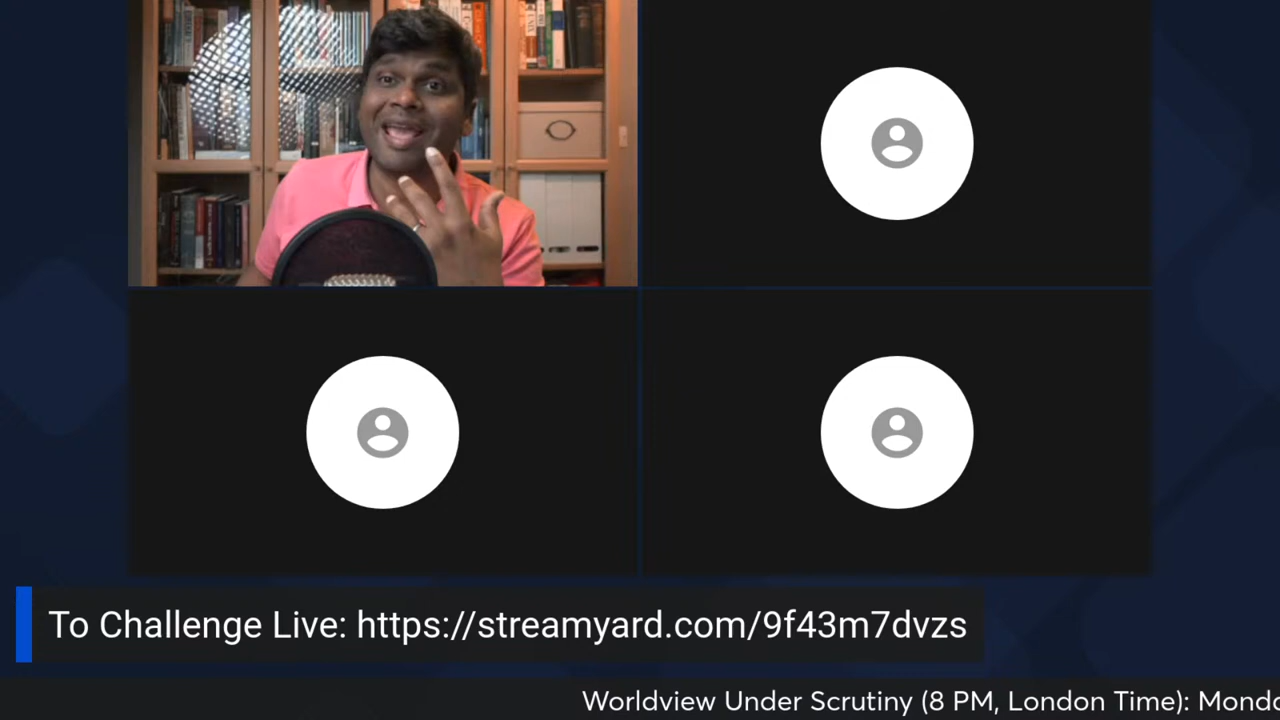 To Challenge Live: https://streamyard.com/9f43m7dvzs
Worldview Under Scrutiny (8 PM, London Time):